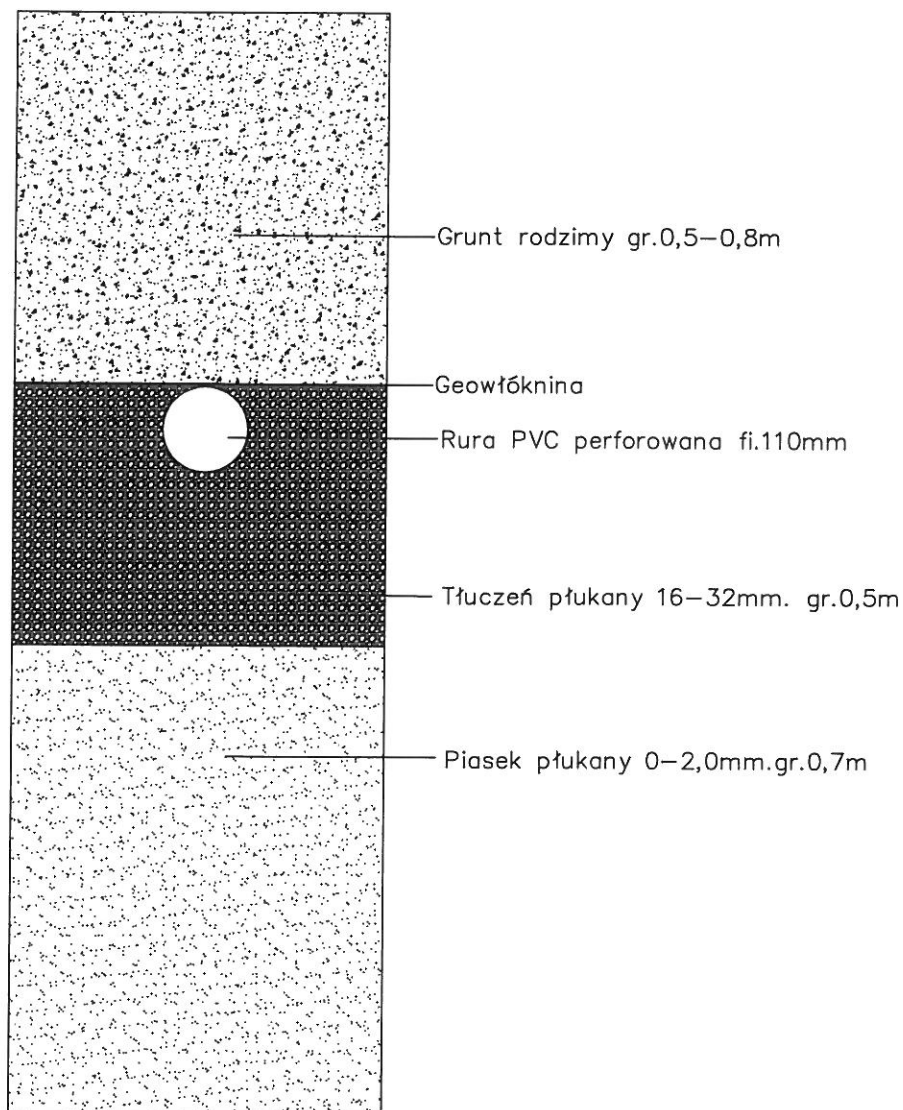 Grunt rodzimy gr.0,5-0,8m
Geowłóknina
Rura PVC perforowana fi.110mm
Tłuczeń płukany 16-32mm. gr.0,5m
Piasek płukany 0-2,0mm.gr.0,7m